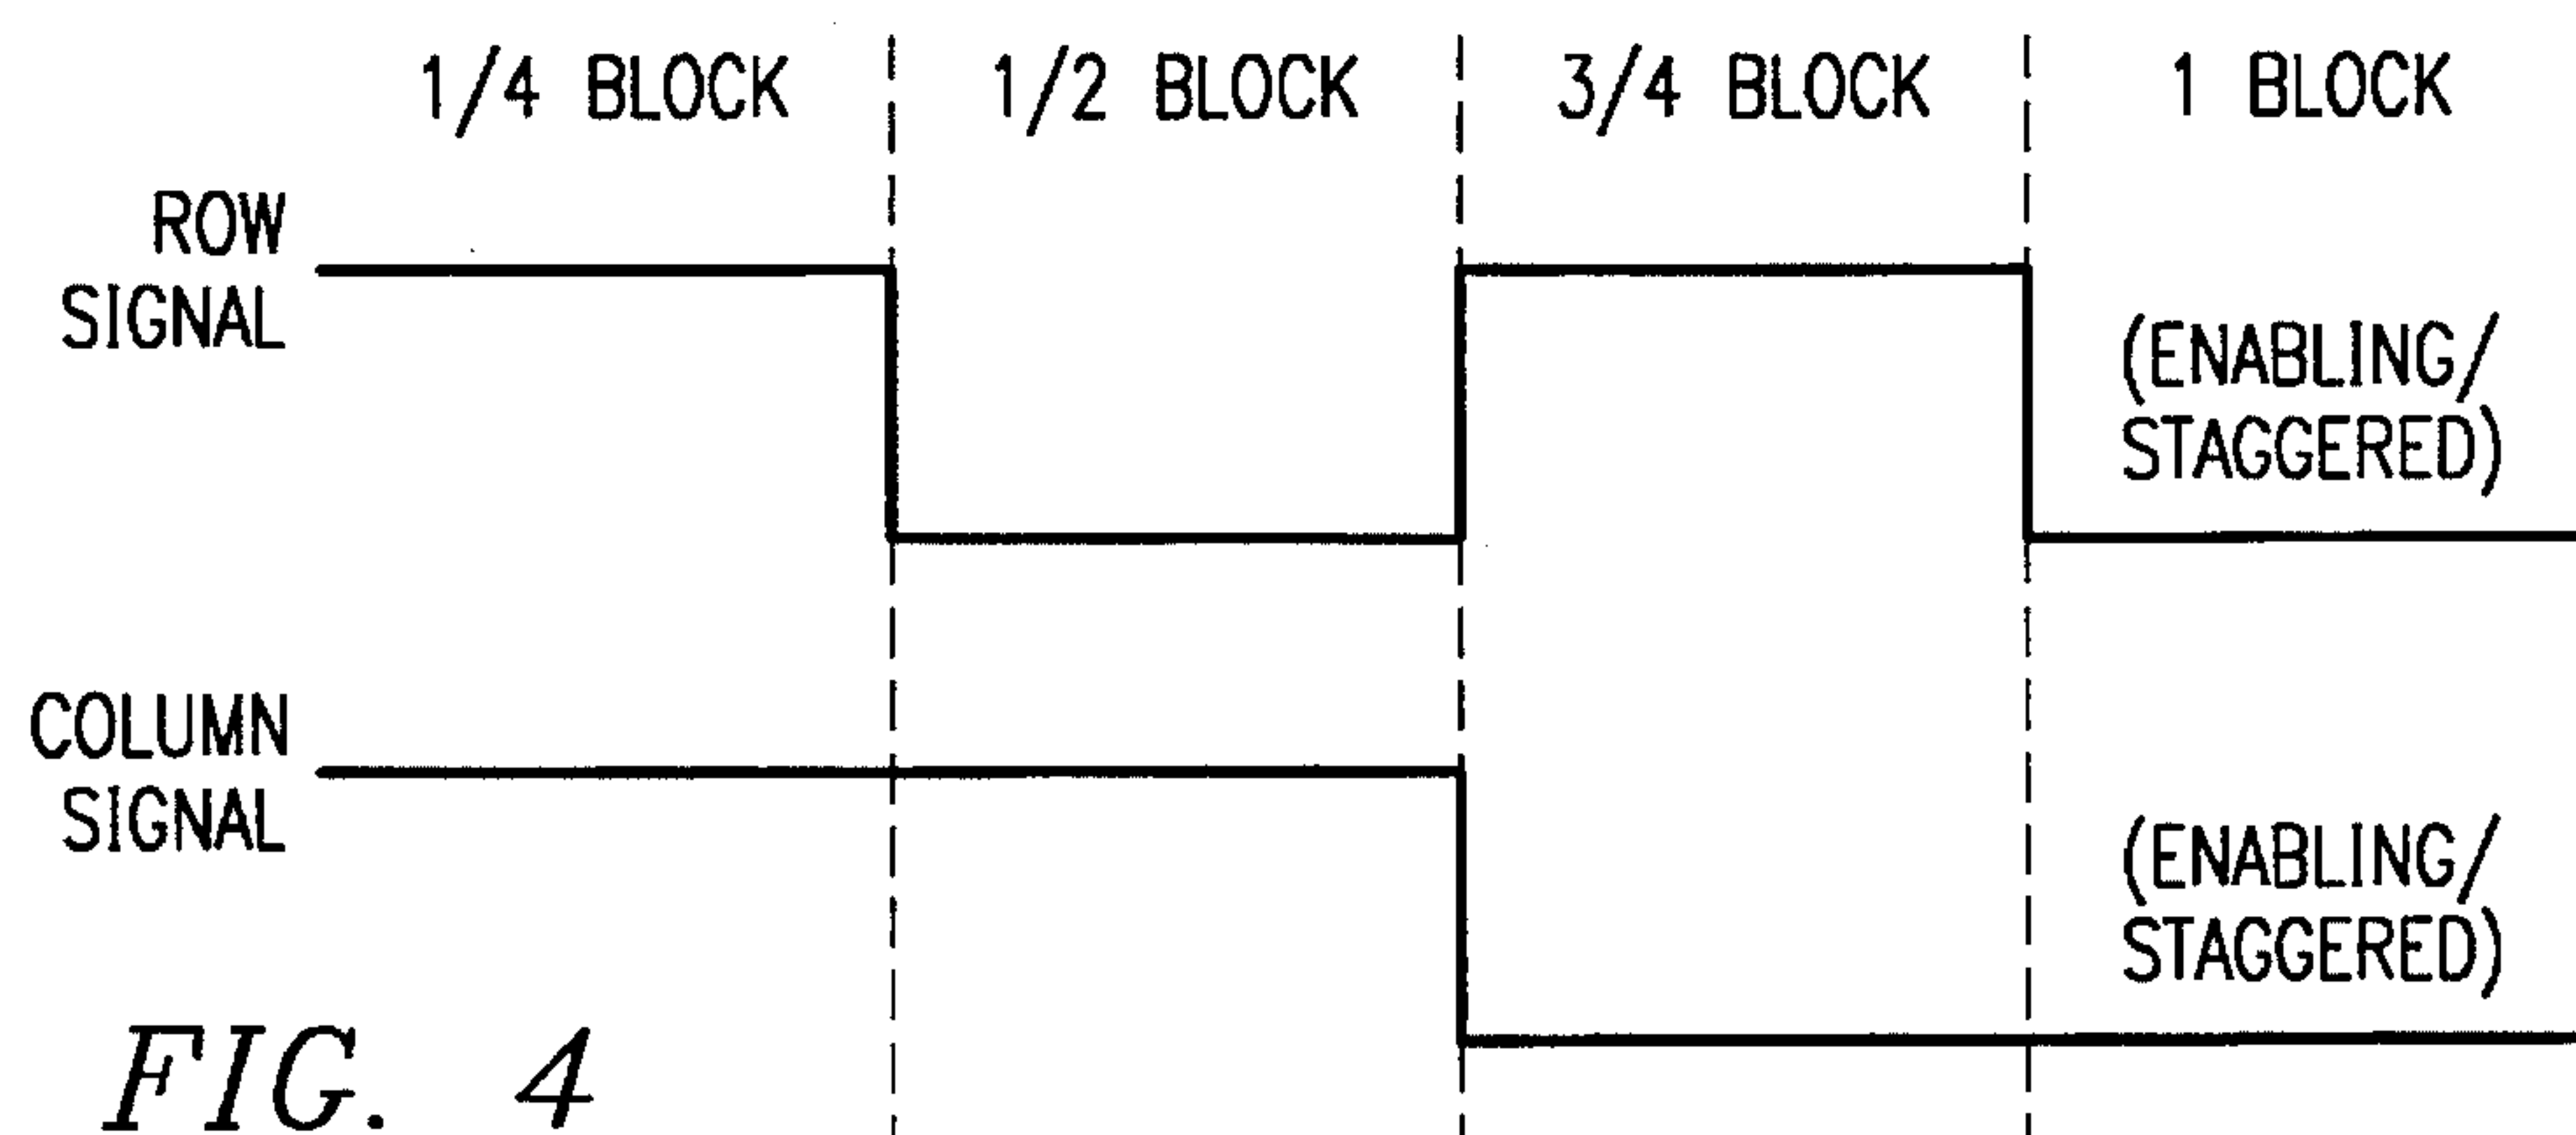 1/4 BLOCK 1/2 BLOCK 3/4 BLOCK 1 BLOCK
ROW
SIGNAL
(ENABLING/
STAGGERED)
COLUMN
SIGNAL
(ENABLING/
STAGGERED)
FIG. 4